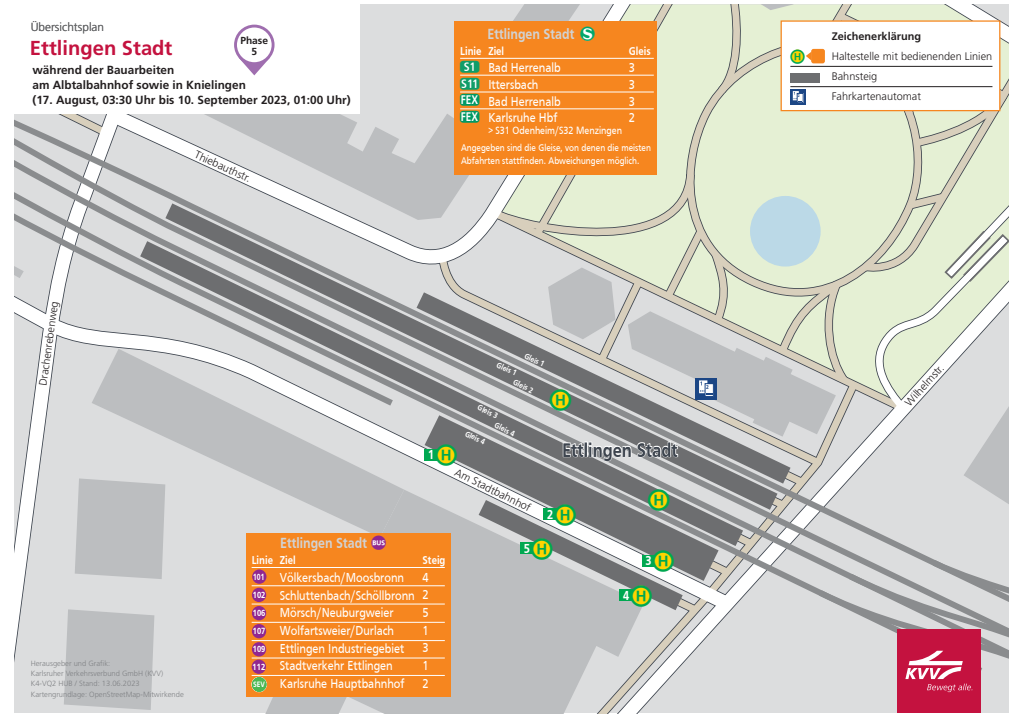 Übersichtsplan
Ettlingen Stadt
während der Bauarbeiten
am Albtalbahnhof sowie in Knielingen
(17. August, 03:30 Uhr bis 10. September 2023, 01:00 Uhr)
Phase
5
Ettlingen Stadt S
Linie Ziel Gleis
S1 Bad Herrenalb 3
S11 Ittersbach 3
FEX Bad Herrenalb 3
FEX Karlsruhe Hbf 2
> S31 Odenheim/S32 Menzingen
Angegeben sind die Gleise, von denen die meisten
Abfahrten stattfinden. Abweichungen möglich.
Zeichenerklärung
H Haltestelle mit bedienenden Linien
Bahnsteig
Fahrkartenautomat
Thiebauthstr.
Drachenrebenweg
Wilhelmstr.
Gleis 1
Gleis 1
Gleis 2
H
Gleis 3
Gleis 4
Gleis 4
Ettlingen Stadt
1 H
Am Stadtbahnhof
H
2 H
5 H
3 H
4 H
Ettlingen Stadt BUS
Linie Ziel Steig
101 Völkersbach/Moosbronn 4
102 Schluttenbach/Schöllbronn 2
106 Mörsch/Neuburgweier 5
107 Wolfartsweier/Durlach 1
109 Ettlingen Industriegebiet 3
112 Stadtverkehr Ettlingen 1
SEV Karlsruhe Hauptbahnhof 2
Herausgeber und Grafik:
Karlsruher Verkehrsverbund GmbH (KVV)
K4-VQ2 HÜB / Stand: 13.06.2023
Kartengrundlage: OpenStreetMap-Mitwirkende
KVV
Bewegt alle.